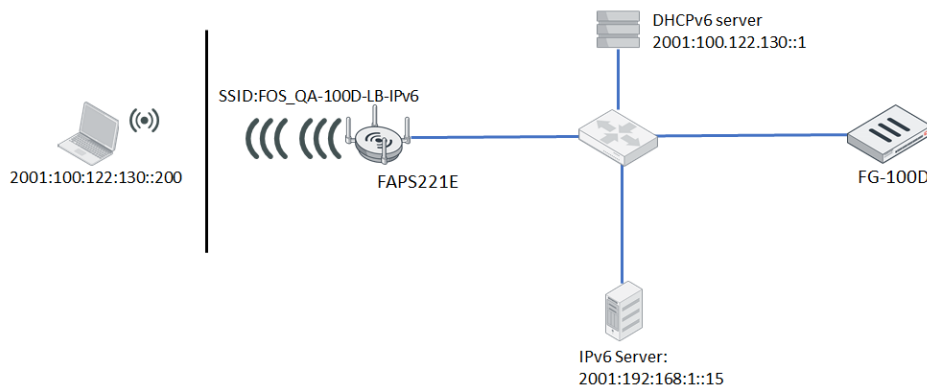 DHCPv6 server
2001:100.122.130::1
SSID:FOS_QA-100D-LB-IPv6
2001:100:122:130::200
FAPS221E
FG-100D
IPv6 Server:
2001:192:168:1::15